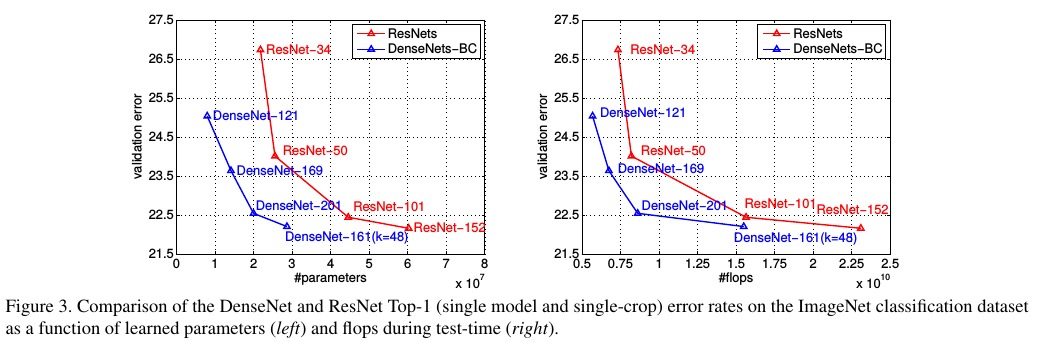 27.5
26.5
25.5
24.5
23.5
22.5
21.5
validation error
ResNets
DenseNets−BC
ResNet−34
DenseNet−121
ResNet−50
DenseNet−169
DenseNet−201
ResNet−101
ResNet−152
DenseNet−161(k=48)
0 1 2 3 4 5 6 7 8
#parameters
x 10^7
27.5
26.5
25.5
24.5
23.5
22.5
21.5
validation error
ResNets
DenseNets−BC
ResNet−34
DenseNet−121
ResNet−50
DenseNet−169
DenseNet−201
ResNet−101
ResNet−152
DenseNet−161(k=48)
0.5 0.75 1 1.25 1.5 1.75 2 2.25 2.5
#flops
x 10^10
Figure 3. Comparison of the DenseNet and ResNet Top-1 (single model and single-crop) error rates on the ImageNet classification dataset
as a function of learned parameters (left) and flops during test-time (right).